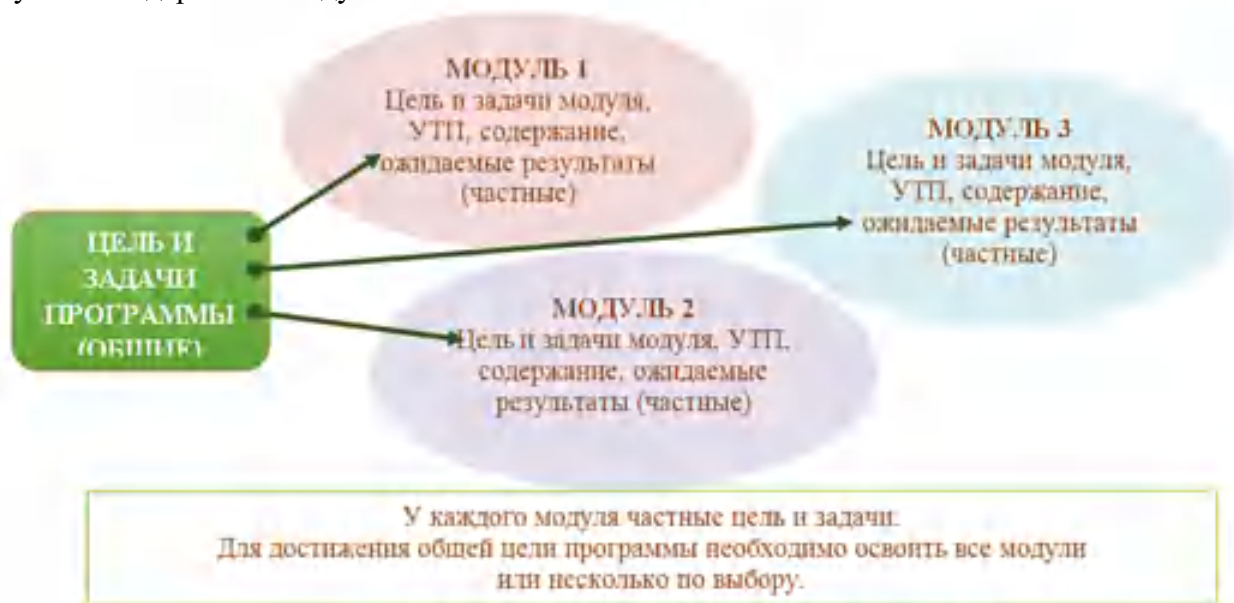 МОДУЛЬ 1
Цель и задачи модуля,
УТП, содержание,
ожидаемые результаты
(частные)
МОДУЛЬ 3
Цель и задачи модуля,
УТП, содержание,
ожидаемые результаты
(частные)
ЦЕЛЬ И
ЗАДАЧИ
ПРОГРАММЫ
(ОБЩИЕ)
МОДУЛЬ 2
Цель и задачи модуля, УТП,
содержание, ожидаемые
результаты (частные)
У каждого модуля частные цель и задачи.
Для достижения общей цели программы необходимо освоить все модули
или несколько по выбору.